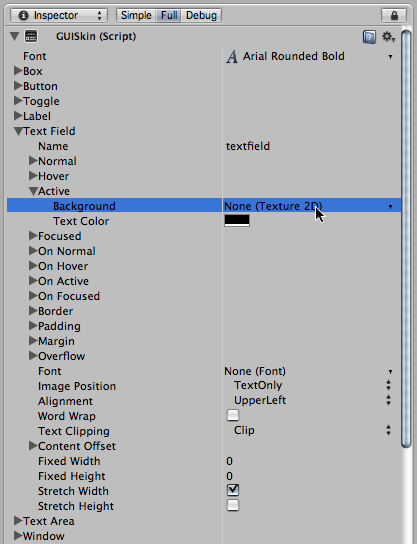 Inspector Simple Full Debug
GUISkin (Script)
Font Arial Rounded Bold
Box
Button
Toggle
Label
Text Field
Name textfield
Normal
Hover
Active
Background None (Texture 2D)
Text Color
Focused
On Normal
On Hover
On Active
On Focused
Border
Padding
Margin
Overflow
Font None (Font)
Image Position TextOnly
Alignment UpperLeft
Word Wrap
Text Clipping Clip
Content Offset
Fixed Width 0
Fixed Height 0
Stretch Width
Stretch Height
Text Area
Window